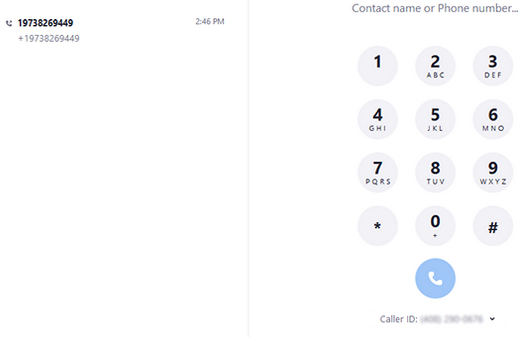 19738269449
2:46 PM
+19738269449
Contact name or Phone number...
1
2
ABC
3
DEF
4
GHI
5
JKL
6
MNO
7
PQRS
8
TUV
9
WXYZ
*
0
+
#
Caller ID: